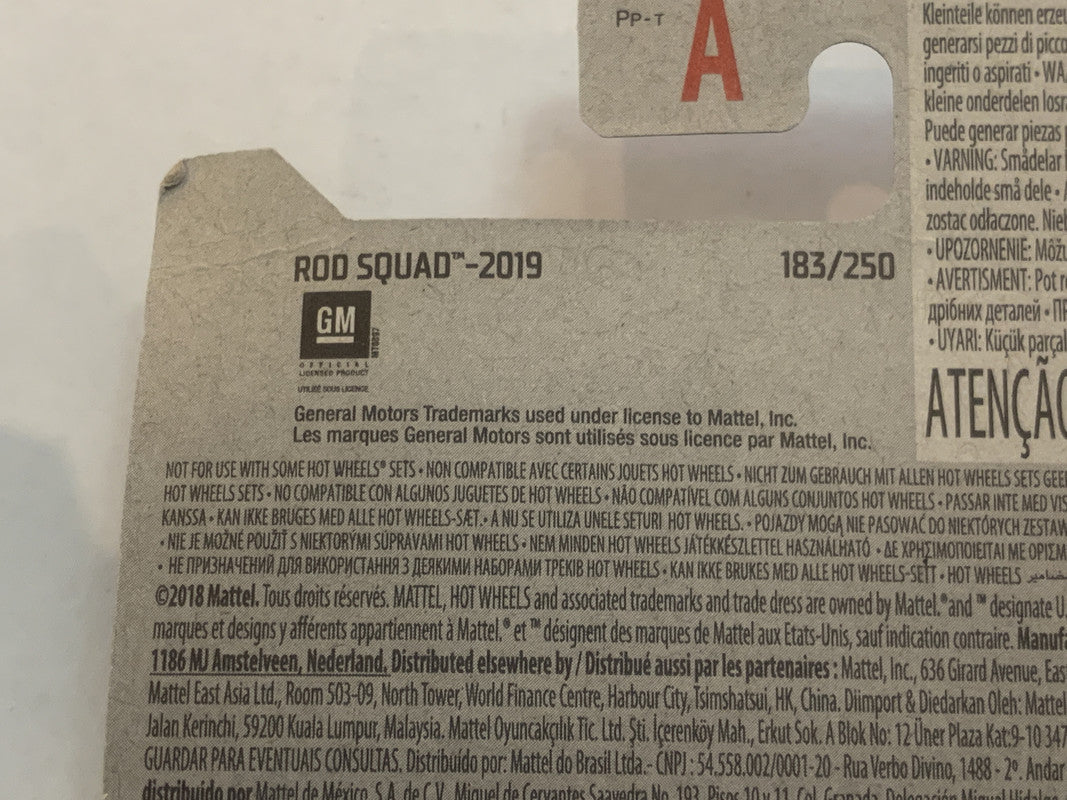 PP-T
A
ROD SQUAD™-2019
183/250
GM
OFFICIAL
LICENSED PRODUCT
UTILISÉ SOUS LICENCE
General Motors Trademarks used under license to Mattel, Inc.
Les marques General Motors sont utilisés sous licence par Mattel, Inc.
NOT FOR USE WITH SOME HOT WHEELS® SETS • NON COMPATIBLE AVEC CERTAINS JOUETS HOT WHEELS • NICHT ZUM GEBRAUCH MIT ALLEN HOT WHEELS SETS GEE
HOT WHEELS SETS • NO COMPATIBLE CON ALGUNOS JUGUETES DE HOT WHEELS • NÃO COMPATÍVEL COM ALGUNS CONJUNTOS HOT WHEELS • PASSAR INTE MED VIS
KANSSA • KAN IKKE BRUGES MED ALLE HOT WHEELS-SÆT. • A NU SE UTILIZA UNELE SETURI HOT WHEELS. • POJAZDY MOGĄ NIE PASOWAĆ DO NIEKTÓRYCH ZESTAW
• NIE JE MOŽNÉ POUŽIŤ S NIEKTORÝMI SÚPRAVAMI HOT WHEELS • NEM MINDEN HOT WHEELS JÁTÉKKÉSZLETTEL HASZNÁLHATÓ • ΔΕ ΧΡΗΣΙΜΟΠΟΙΕΙΤΑΙ ΜΕ ΟΡΙΣΜ
• НЕ ПРИЗНАЧЕНИЙ ДЛЯ ВИКОРИСТАННЯ З ДЕЯКИМИ НАБОРАМИ ТРЕКІВ HOT WHEELS • KAN IKKE BRUKES MED ALLE HOT WHEELS-SETT • HOT WHEELS
©2018 Mattel. Tous droits réservés. MATTEL, HOT WHEELS and associated trademarks and trade dress are owned by Mattel.® and ™ designate U.
marques et designs y afférents appartiennent à Mattel.® et ™ désignent des marques de Mattel aux Etats-Unis, sauf indication contraire. Manufa
1186 MJ Amstelveen, Nederland. Distributed elsewhere by / Distribué aussi par les partenaires : Mattel, Inc., 636 Girard Avenue, East
Mattel East Asia Ltd., Room 503-09, North Tower, World Finance Centre, Harbour City, Tsimshatsui, HK, China. Diimport & Diedarkan Oleh: Mattel
Jalan Kerinchi, 59200 Kuala Lumpur, Malaysia. Mattel Oyuncakçılık Tic. Ltd. Şti. İçerenköy Mah., Erkut Sok. A Blok No: 12 Üner Plaza Kat:9-10 347
GUARDAR PARA EVENTUAIS CONSULTAS. Distribuido por: Mattel do Brasil Ltda.- CNPJ : 54.558.002/0001-20 - Rua Verbo Divino, 1488 - 2º. Andar
distribuido por Mattel de México, S.A. de C.V., Miguel de Cervantes Saavedra No. 193, Pisos 10 y 11, Col. Granada, Delegación Miguel Hidalgo
Kleinteile können erzeu
generarsi pezzi di picco
ingeriti o aspirati • WA
kleine onderdelen losra
Puede generar piezas
• VARNING: Smådelar
indeholde små dele •
zostac odłaczone. Nieb
• UPOZORNENIE: Môžu
• AVERTISMENT: Pot r
дрібних деталей • П
• UYARI: Küçük parçal
ATENÇÃO